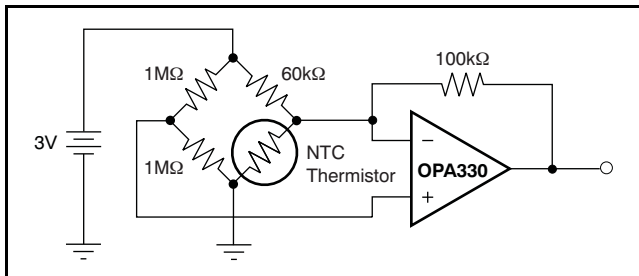 1MΩ
60kΩ
100kΩ
3V
1MΩ
NTC
Thermistor
−
OPA330
+